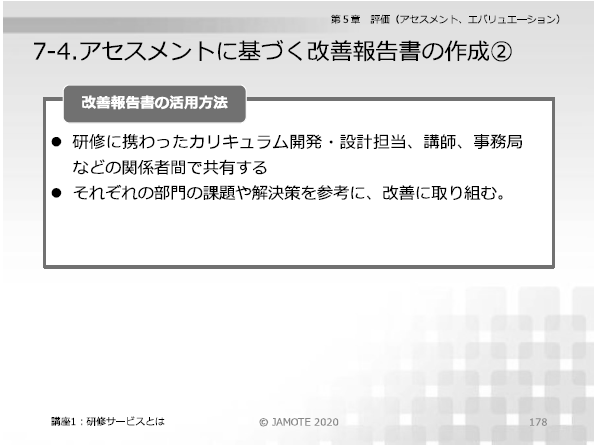 第５章　評価（アセスメント、エバリュエーション）
7-4.アセスメントに基づく改善報告書の作成②
改善報告書の活用方法
● 研修に携わったカリキュラム開発・設計担当、講師、事務局
などの関係者間で共有する
● それぞれの部門の課題や解決策を参考に、改善に取り組む。
講座1：研修サービスとは
© JAMOTE 2020
178